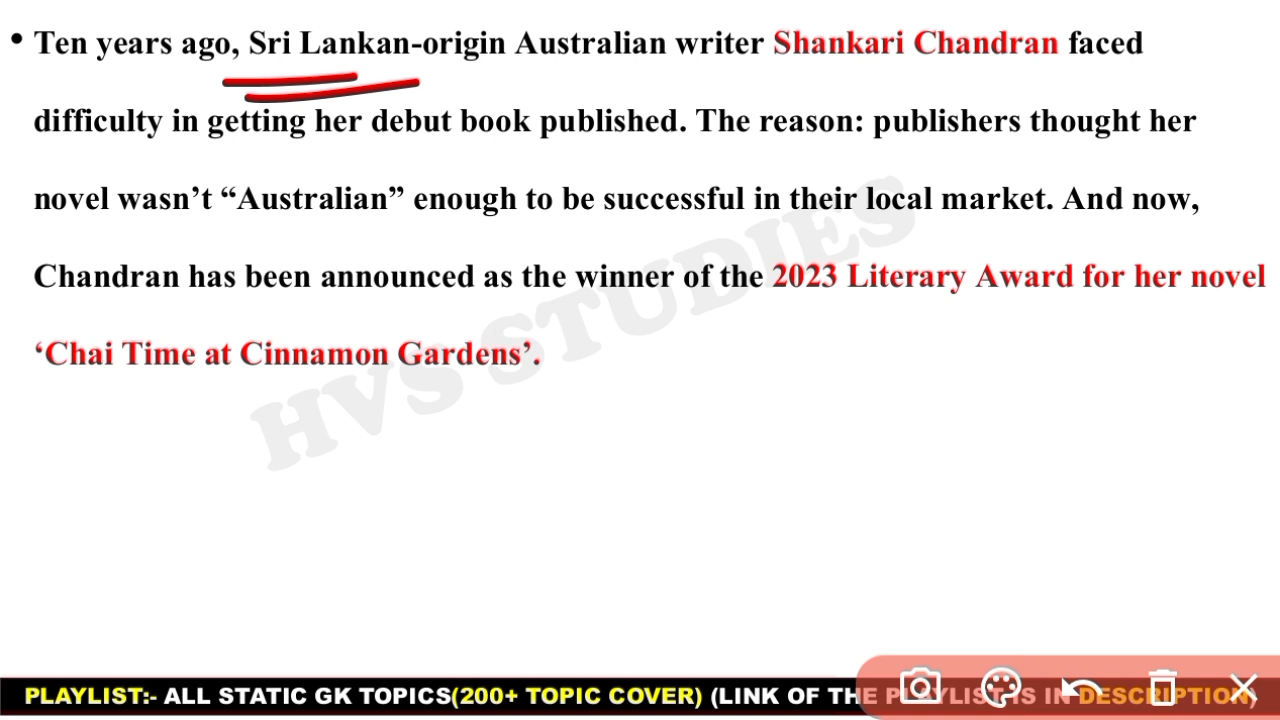 • Ten years ago, Sri Lankan-origin Australian writer Shankari Chandran faced
difficulty in getting her debut book published. The reason: publishers thought her
novel wasn’t “Australian” enough to be successful in their local market. And now,
Chandran has been announced as the winner of the 2023 Literary Award for her novel
‘Chai Time at Cinnamon Gardens’.
HVS STUDIES
PLAYLIST:- ALL STATIC GK TOPICS(200+ TOPIC COVER) (LINK OF THE PLAYLIST IS IN DESCRIPTION)